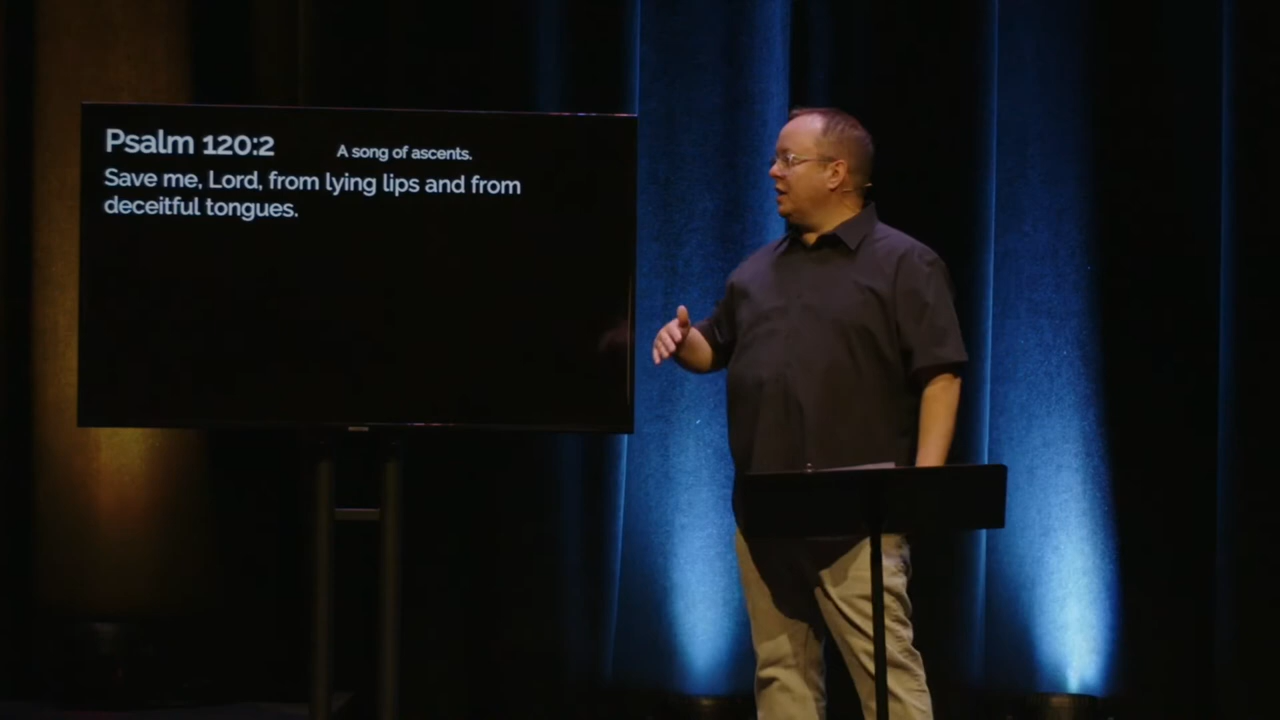 Psalm 120:2 A song of ascents.
Save me, Lord, from lying lips and from
deceitful tongues.